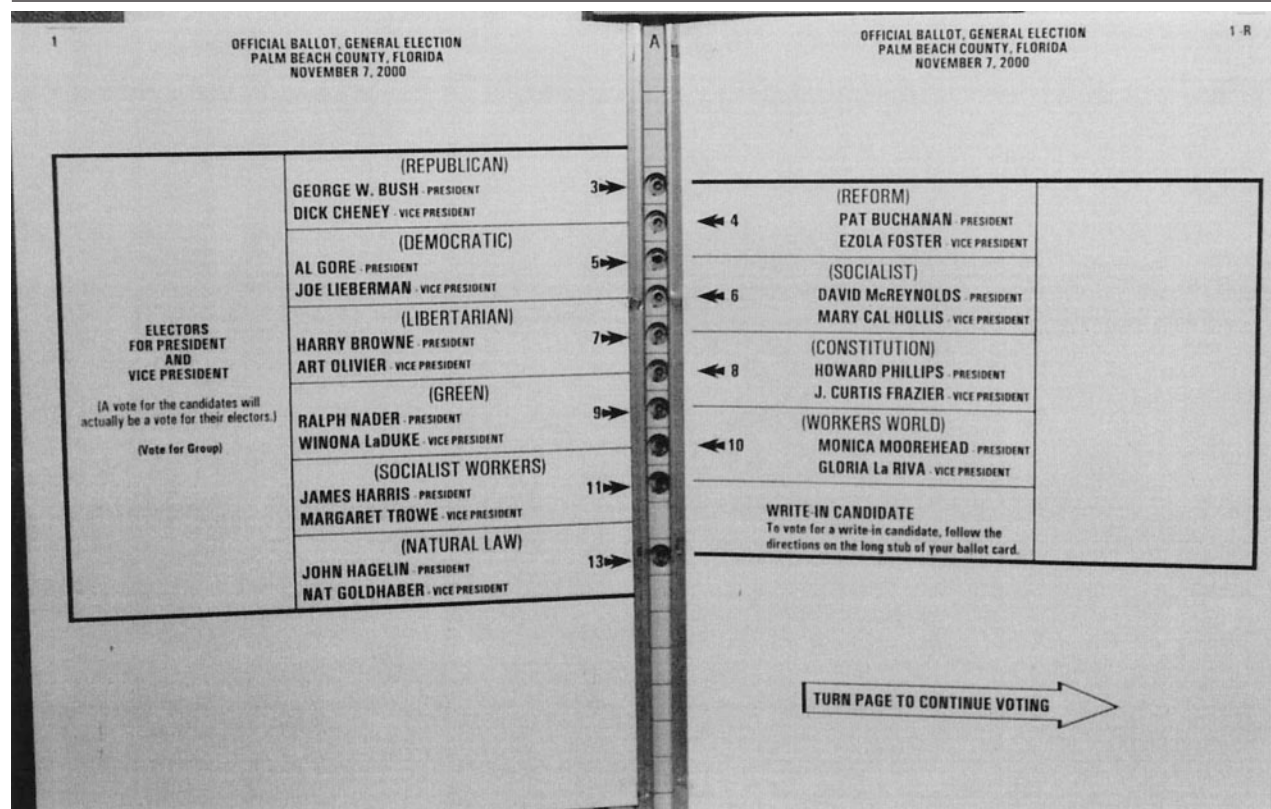 1
OFFICIAL BALLOT, GENERAL ELECTION
PALM BEACH COUNTY, FLORIDA
NOVEMBER 7, 2000
ELECTORS
FOR PRESIDENT
AND
VICE PRESIDENT
(A vote for the candidates will
actually be a vote for their electors.)
(Vote for Group)
(REPUBLICAN)
GEORGE W. BUSH - PRESIDENT 3
DICK CHENEY - VICE PRESIDENT
(DEMOCRATIC)
AL GORE - PRESIDENT 5
JOE LIEBERMAN - VICE PRESIDENT
(LIBERTARIAN)
HARRY BROWNE - PRESIDENT 7
ART OLIVIER - VICE PRESIDENT
(GREEN)
RALPH NADER - PRESIDENT 9
WINONA LaDUKE - VICE PRESIDENT
(SOCIALIST WORKERS)
JAMES HARRIS - PRESIDENT 11
MARGARET TROWE - VICE PRESIDENT
(NATURAL LAW)
JOHN HAGELIN - PRESIDENT 13
NAT GOLDHABER - VICE PRESIDENT
A
OFFICIAL BALLOT, GENERAL ELECTION
PALM BEACH COUNTY, FLORIDA
NOVEMBER 7, 2000
1-R
(REFORM)
4 PAT BUCHANAN - PRESIDENT
EZOLA FOSTER - VICE PRESIDENT
(SOCIALIST)
6 DAVID McREYNOLDS - PRESIDENT
MARY CAL HOLLIS - VICE PRESIDENT
(CONSTITUTION)
8 HOWARD PHILLIPS - PRESIDENT
J. CURTIS FRAZIER - VICE PRESIDENT
(WORKERS WORLD)
10 MONICA MOOREHEAD - PRESIDENT
GLORIA La RIVA - VICE PRESIDENT
WRITE-IN CANDIDATE
To vote for a write-in candidate, follow the
directions on the long stub of your ballot card.
TURN PAGE TO CONTINUE VOTING